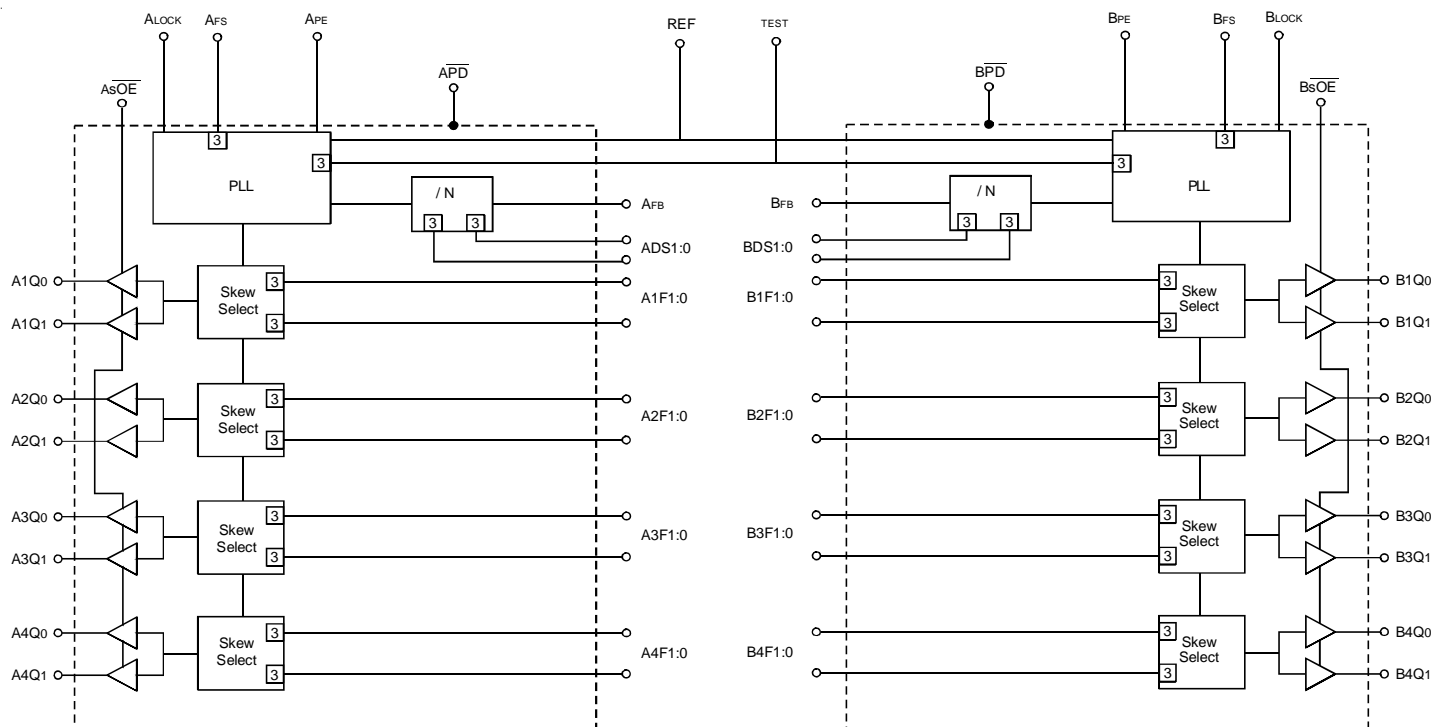 ALOCK AFS APE REF TEST BPE BFS BLOCK
AsOE APD BPD BsOE
3 3
3 3
PLL PLL
/ N / N
AFB BFB
3 3 3 3
ADS1:0 BDS1:0
A1Q0 Skew Select 3 A1F1:0 B1F1:0 3 Skew Select B1Q0
A1Q1 3 3 B1Q1
A2Q0 Skew Select 3 A2F1:0 B2F1:0 3 Skew Select B2Q0
A2Q1 3 3 B2Q1
A3Q0 Skew Select 3 A3F1:0 B3F1:0 3 Skew Select B3Q0
A3Q1 3 3 B3Q1
A4Q0 Skew Select 3 A4F1:0 B4F1:0 3 Skew Select B4Q0
A4Q1 3 3 B4Q1